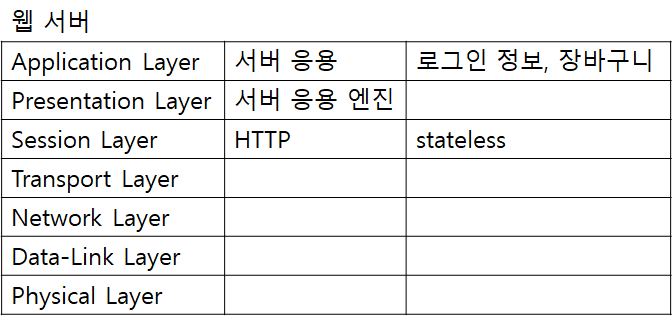 웹 서버
Application Layer 서버 응용 로그인 정보, 장바구니
Presentation Layer 서버 응용 엔진
Session Layer HTTP stateless
Transport Layer
Network Layer
Data-Link Layer
Physical Layer